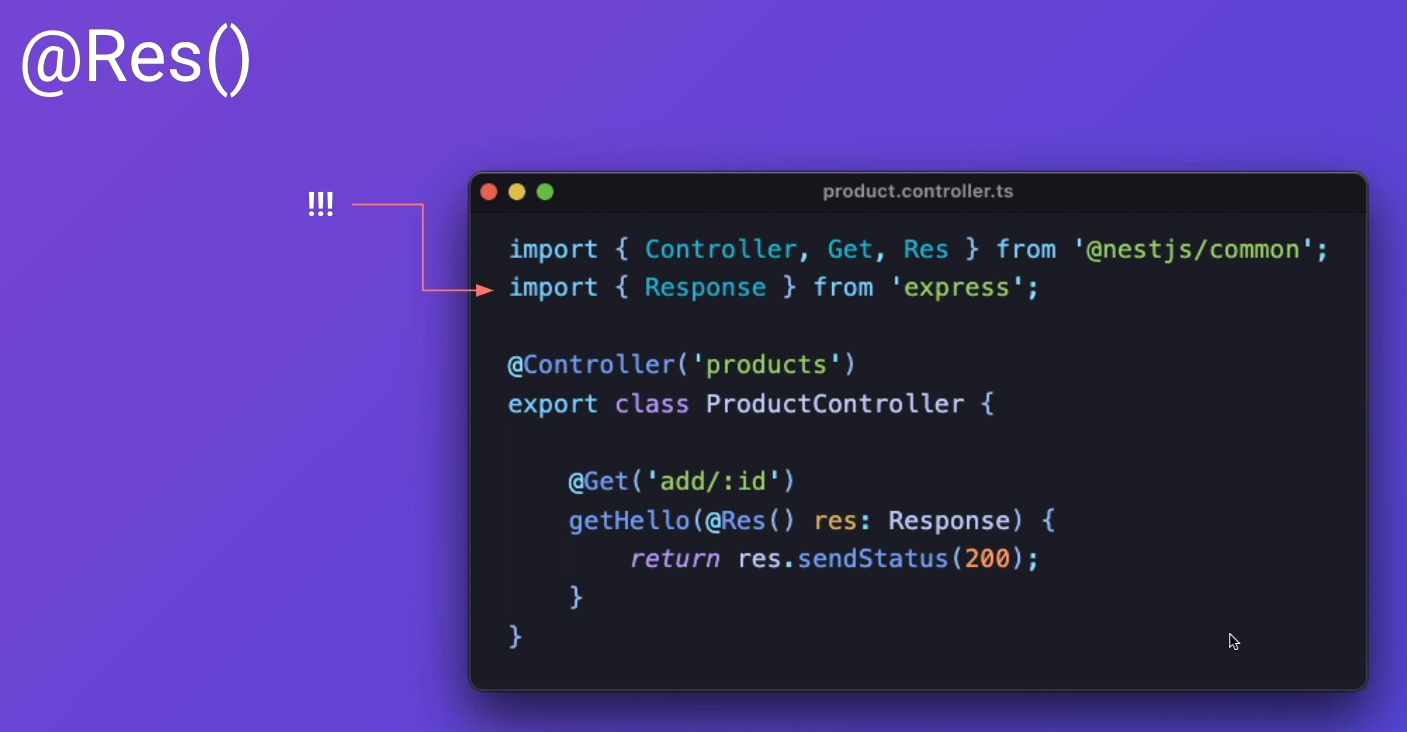 @Res()
!!!
product.controller.ts
import { Controller, Get, Res } from '@nestjs/common';
import { Response } from 'express';
@Controller('products')
export class ProductController {
@Get('add/:id')
getHello(@Res() res: Response) {
return res.sendStatus(200);
}
}